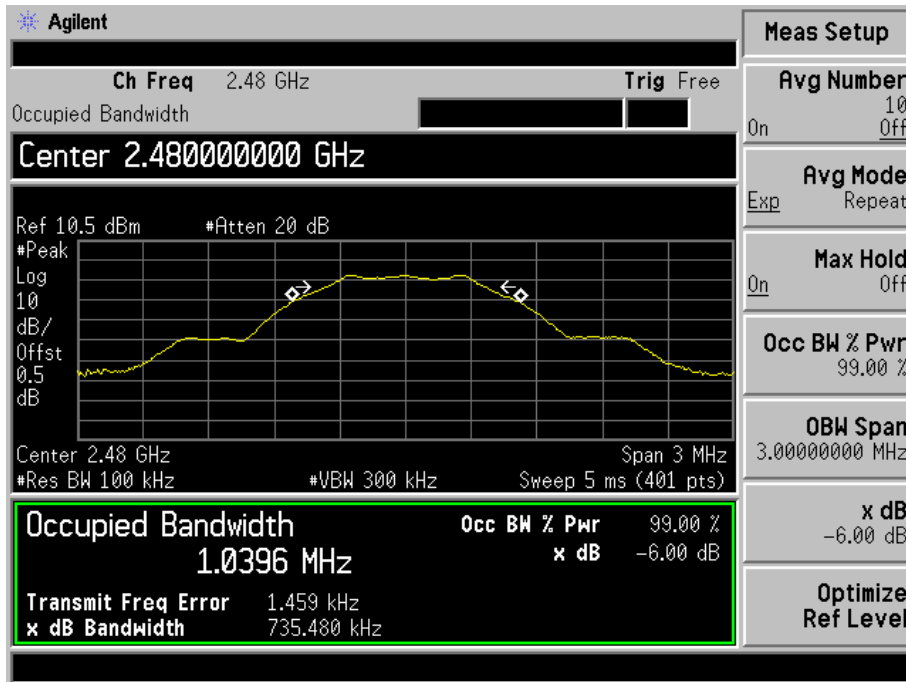 Agilent
Ch Freq 2.48 GHz Trig Free
Occupied Bandwidth
Center 2.480000000 GHz
Ref 10.5 dBm #Atten 20 dB
#Peak
Log
10
dB/
Offst
0.5
dB
Center 2.48 GHz Span 3 MHz
#Res BW 100 kHz #VBW 300 kHz Sweep 5 ms (401 pts)
Occupied Bandwidth Occ BW % Pwr 99.00 %
1.0396 MHz x dB -6.00 dB
Transmit Freq Error 1.459 kHz
x dB Bandwidth 735.480 kHz
Meas Setup
Avg Number
10
On Off
Avg Mode
Exp Repeat
Max Hold
On Off
Occ BW % Pwr
99.00 %
OBW Span
3.00000000 MHz
x dB
-6.00 dB
Optimize
Ref Level